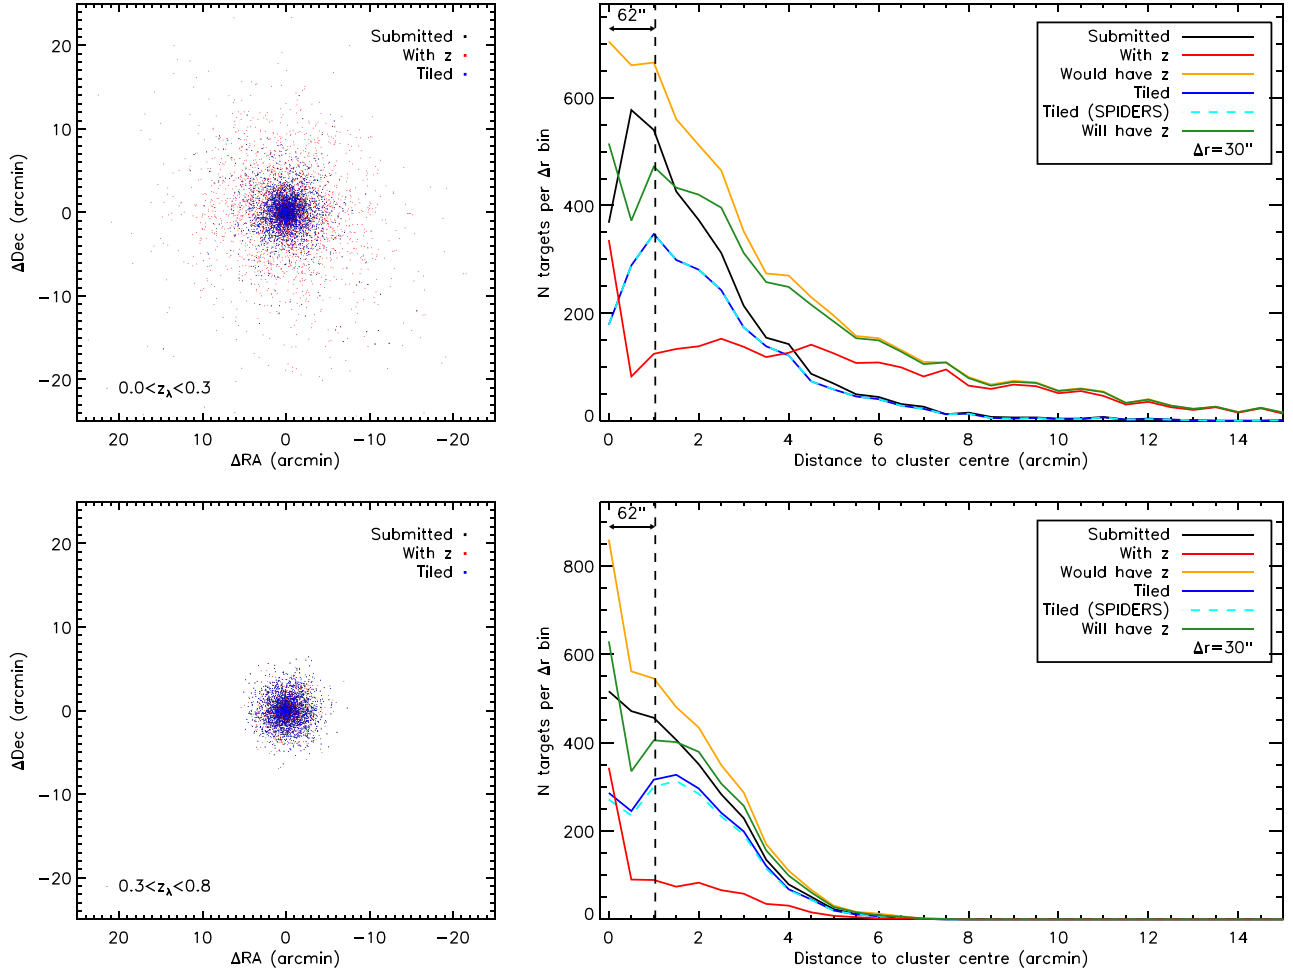 20
10
0
−10
−20
ΔDec (arcmin)
Submitted
With z
Tiled
0.0<zλ<0.3
20 10 0 −10 −20
ΔRA (arcmin)
600
400
200
0
N targets per Δr bin
62"
Submitted
With z
Would have z
Tiled
Tiled (SPIDERS)
Will have z
Δr=30"
0 2 4 6 8 10 12 14
Distance to cluster centre (arcmin)
20
10
0
−10
−20
ΔDec (arcmin)
Submitted
With z
Tiled
0.3<zλ<0.8
20 10 0 −10 −20
ΔRA (arcmin)
800
600
400
200
0
N targets per Δr bin
62"
Submitted
With z
Would have z
Tiled
Tiled (SPIDERS)
Will have z
Δr=30"
0 2 4 6 8 10 12 14
Distance to cluster centre (arcmin)